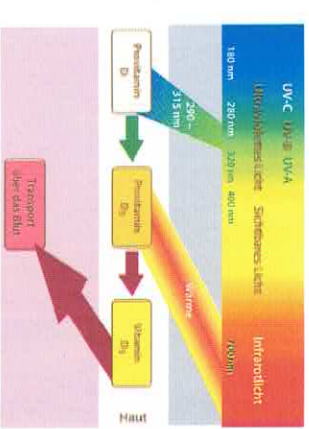 UV-C UV-B UV-A
Ultraviolettes Licht Sichtbares Licht Infrarotlicht
180 nm 280 nm 320 nm 400 nm 700 nm
290 –
315 nm
Wärme
Provitamin
D
D₃
Vitamin
D₃
Haut
Transport
über das Blut